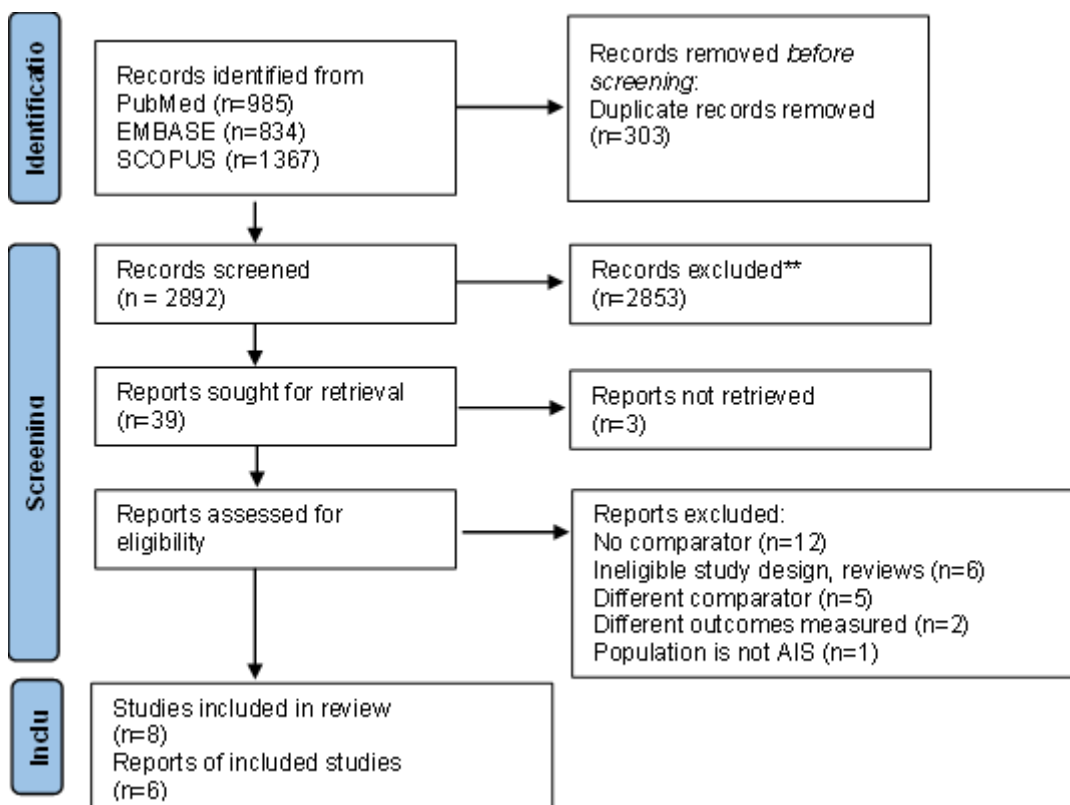 Identificatio
Records identified from
PubMed (n=985)
EMBASE (n=834)
SCOPUS (n=1367)
Records removed before
screening:
Duplicate records removed
(n=303)
Screening
Records screened
(n = 2892)
Records excluded**
(n=2853)
Reports sought for retrieval
(n=39)
Reports not retrieved
(n=3)
Reports assessed for
eligibility
Reports excluded:
No comparator (n=12)
Ineligible study design, reviews (n=6)
Different comparator (n=5)
Different outcomes measured (n=2)
Population is not AIS (n=1)
Inclu
Studies included in review
(n=8)
Reports of included studies
(n=6)